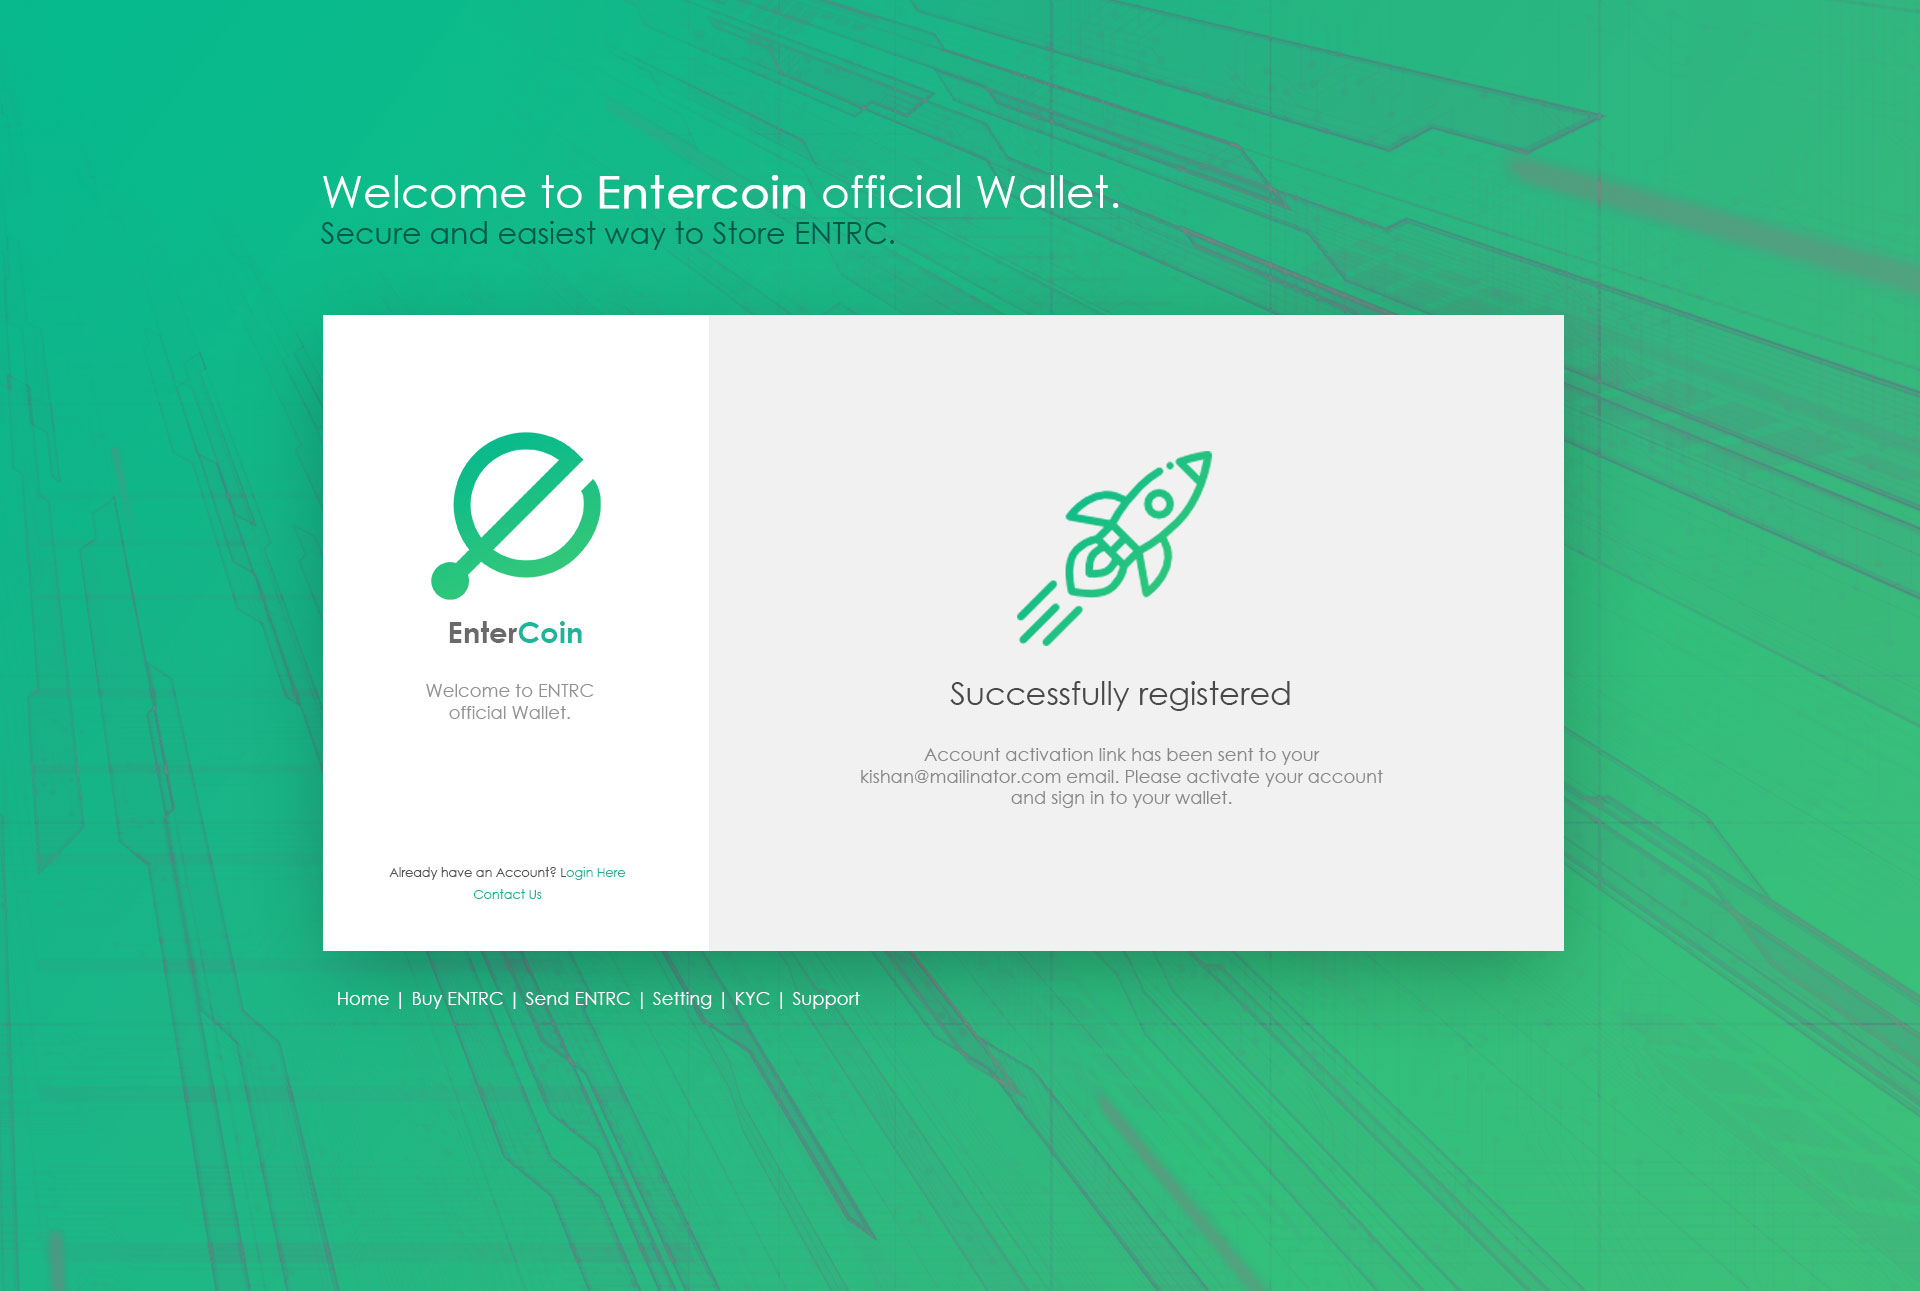 Welcome to Entercoin official Wallet.
Secure and easiest way to Store ENTRC.
EnterCoin
Welcome to ENTRC
official Wallet.
Already have an Account? Login Here
Contact Us
Successfully registered
Account activation link has been sent to your
kishan@mailinator.com email. Please activate your account
and sign in to your wallet.
Home | Buy ENTRC | Send ENTRC | Setting | KYC | Support